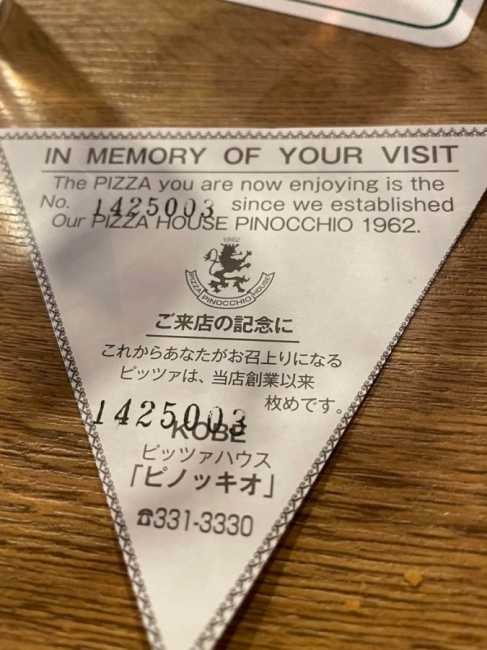 IN MEMORY OF YOUR VISIT
The PIZZA you are now enjoying is the
No. 1425003 since we established
Our PIZZA HOUSE PINOCCHIO 1962.
1962
PIZZA PINOCCHIO HOUSE
ご来店の記念に
これからあなたがお召上りになる
ピッツァは、当店創業以来
1425003 枚めです。
KOBE
ピッツァハウス
「ピノッキオ」
☎331-3330